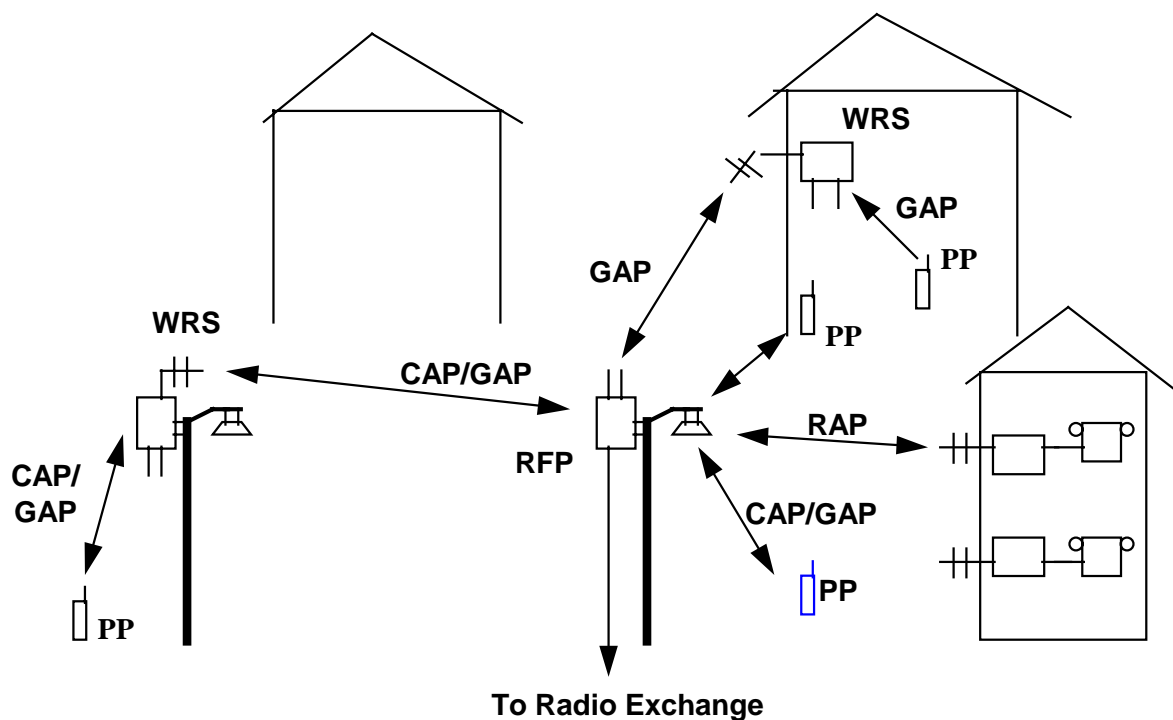 WRS
GAP
PP
GAP
PP
WRS
CAP/GAP
RAP
RFP
CAP/
GAP
CAP/GAP
PP
PP
To Radio Exchange